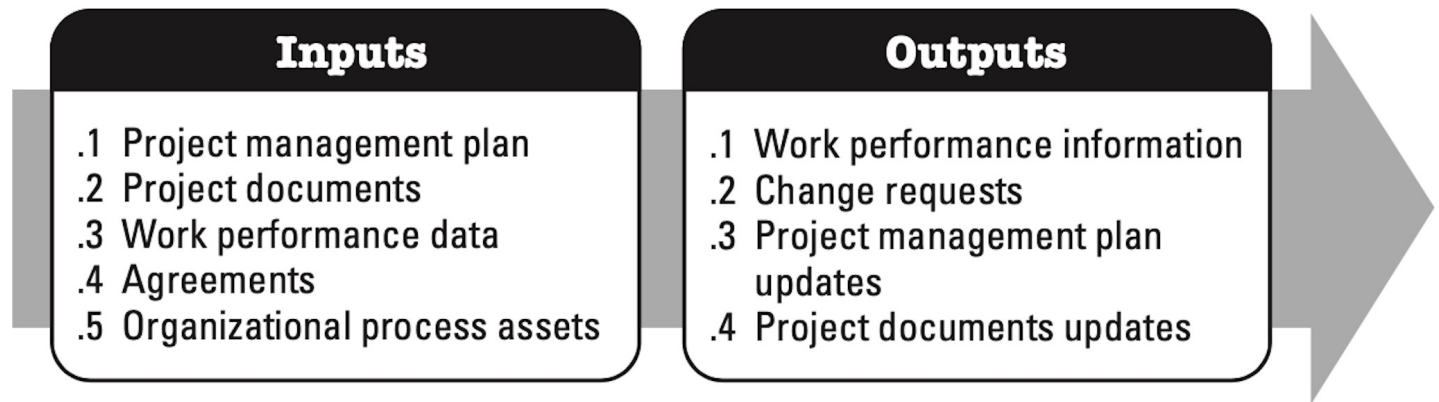 Inputs
.1 Project management plan
.2 Project documents
.3 Work performance data
.4 Agreements
.5 Organizational process assets
Outputs
.1 Work performance information
.2 Change requests
.3 Project management plan
updates
.4 Project documents updates